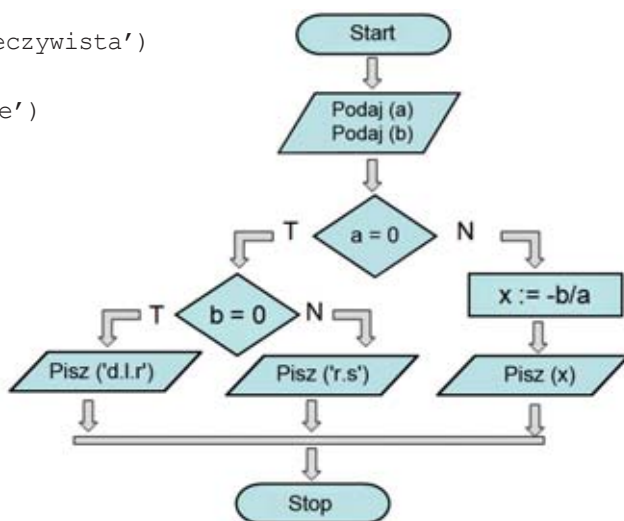 eczywista’)
e’)
Start
Podaj (a)
Podaj (b)
a = 0
T
N
x := -b/a
b = 0
T
N
Pisz ('d.l.r')
Pisz ('r.s')
Pisz (x)
Stop